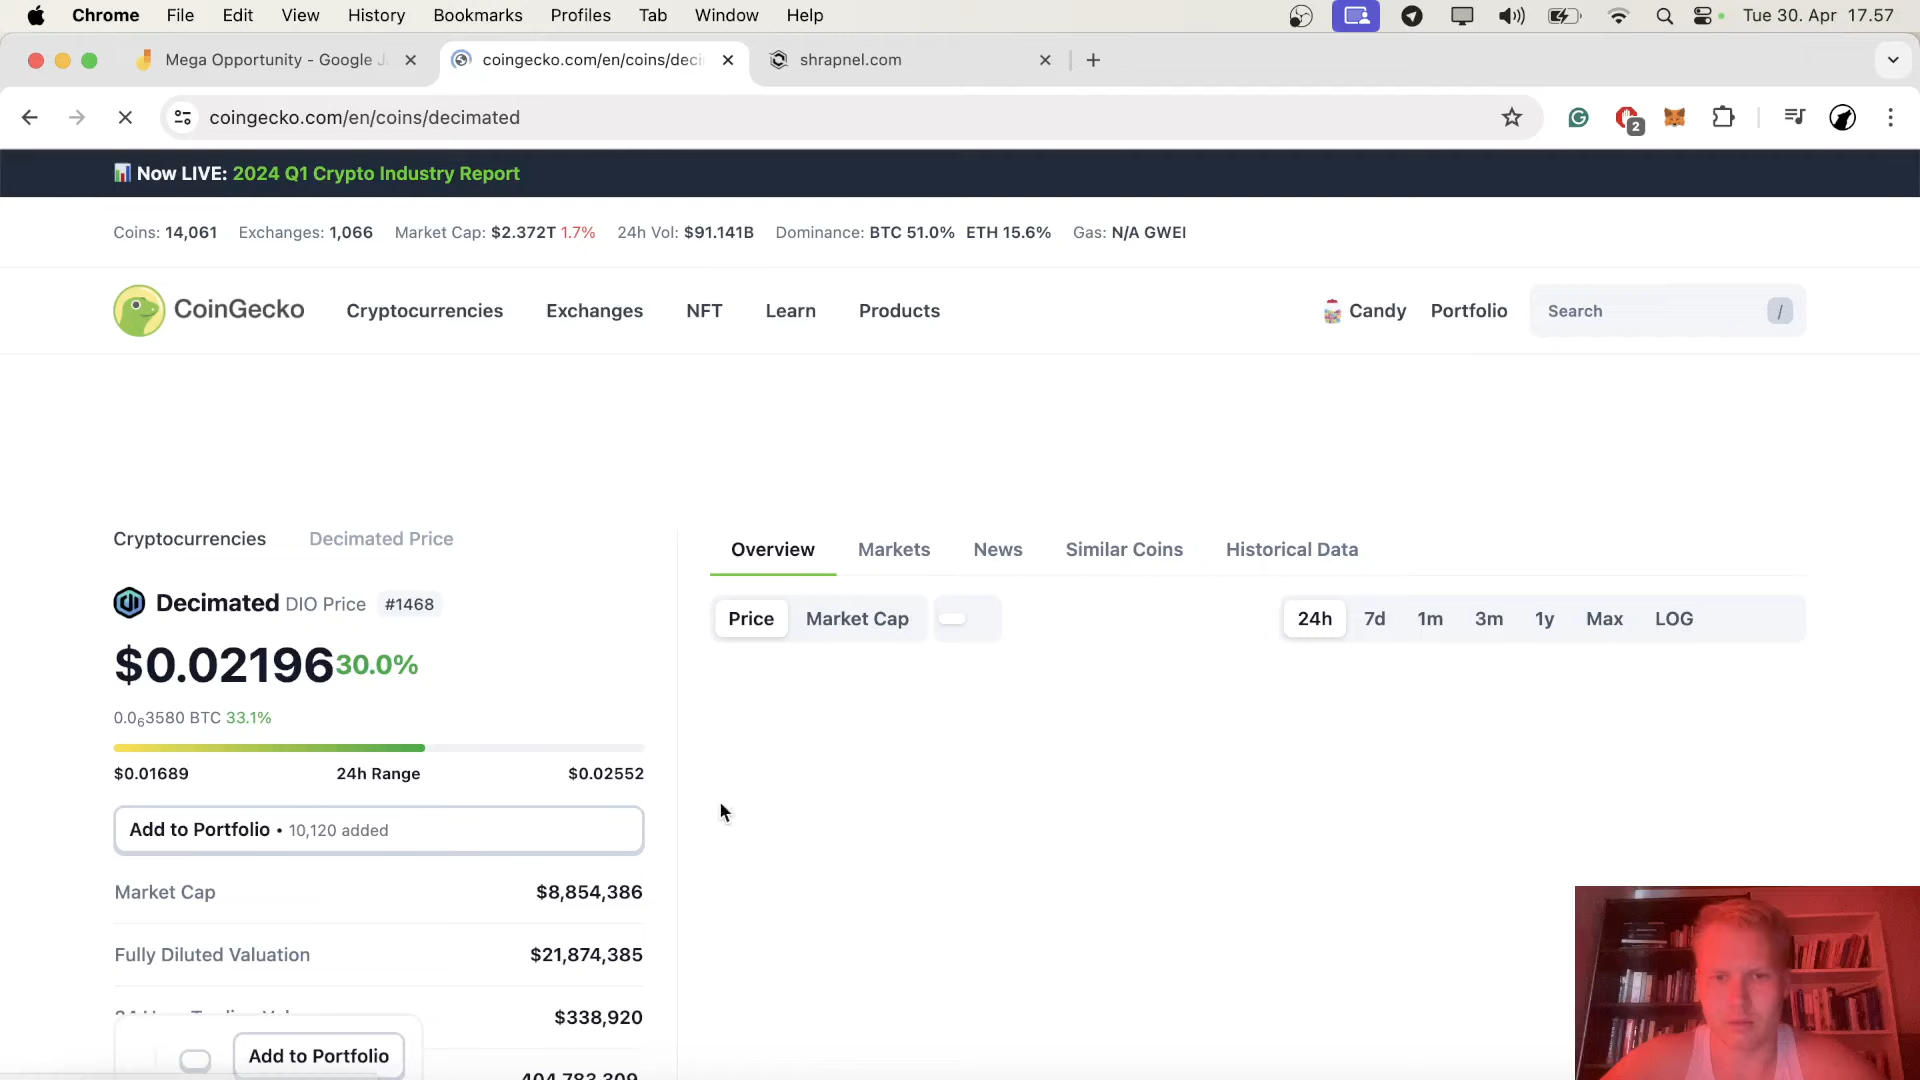 Chrome File Edit View History Bookmarks Profiles Tab Window Help Tue 30. Apr 17.57
Mega Opportunity - Google J coingecko.com/en/coins/deci shrapnel.com
coingecko.com/en/coins/decimated 2
Now LIVE: 2024 Q1 Crypto Industry Report
Coins: 14,061 Exchanges: 1,066 Market Cap: $2.372T 1.7% 24h Vol: $91.141B Dominance: BTC 51.0% ETH 15.6% Gas: N/A GWEI
CoinGecko Cryptocurrencies Exchanges NFT Learn Products Candy Portfolio Search /
Cryptocurrencies Decimated Price
Overview Markets News Similar Coins Historical Data
Decimated DIO Price #1468
Price Market Cap 24h 7d 1m 3m 1y Max LOG
$0.02196 30.0%
0.0₆3580 BTC 33.1%
$0.01689 24h Range $0.02552
Add to Portfolio • 10,120 added
Market Cap $8,854,386
Fully Diluted Valuation $21,874,385
$338,920
Add to Portfolio
404,783,309